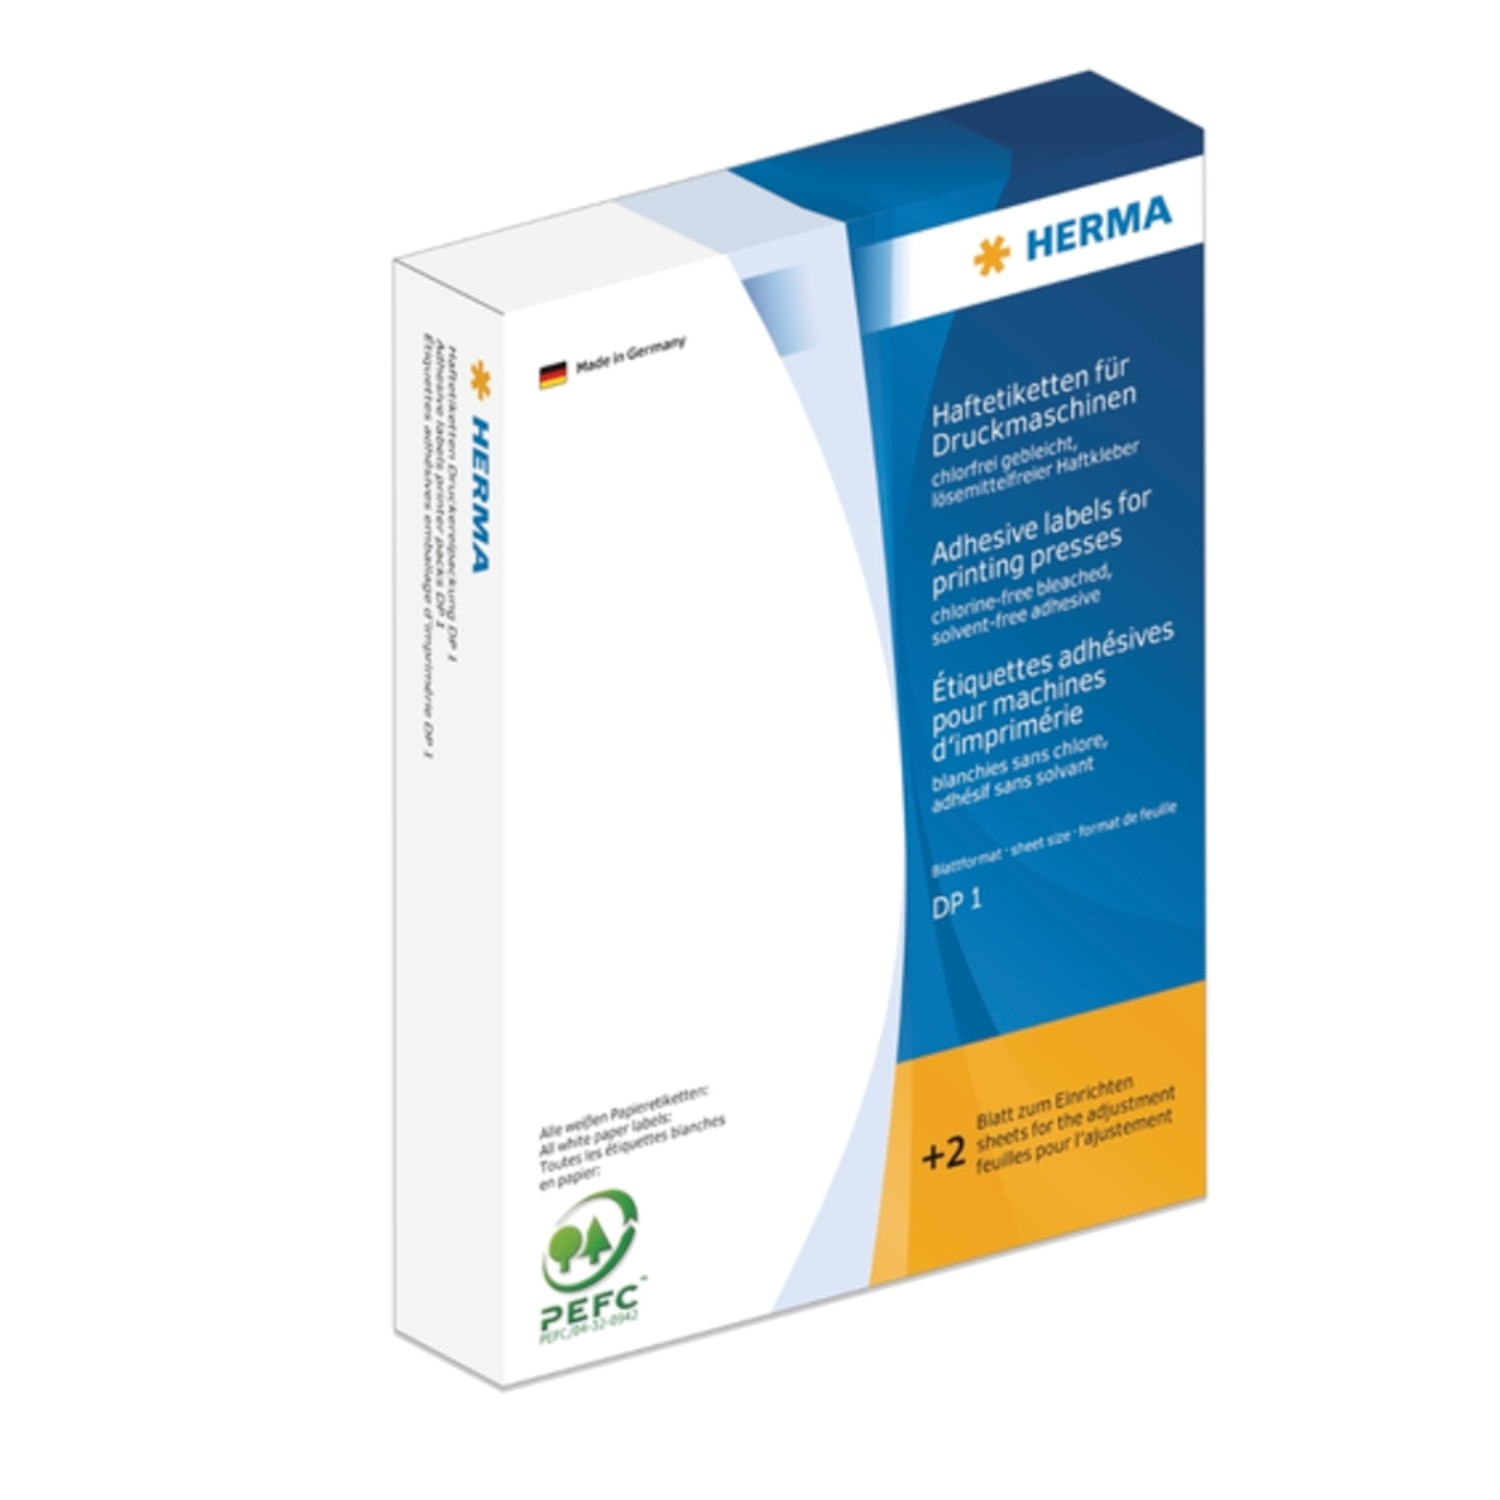 HERMA
Haftetiketten Druckereipackung DP 1
Adhesive labels printer packs DP 1
Étiquettes adhésives emballage d'imprimérie DP 1
Made in Germany
HERMA
Haftetiketten für
Druckmaschinen
chlorfrei gebleicht,
lösemittelfreier Haftkleber
Adhesive labels for
printing presses
chlorine-free bleached,
solvent-free adhesive
Étiquettes adhésives
pour machines
d'imprimérie
blanchies sans chlore,
adhésif sans solvant
Blattformat · sheet size · format de feuille
DP 1
+2
Blatt zum Einrichten
sheets for the adjustment
feuilles pour l'ajustement
Alle weißen Papieretiketten:
All white paper labels:
Toutes les étiquettes blanches
en papier:
PEFC™
PEFC/04-32-0942